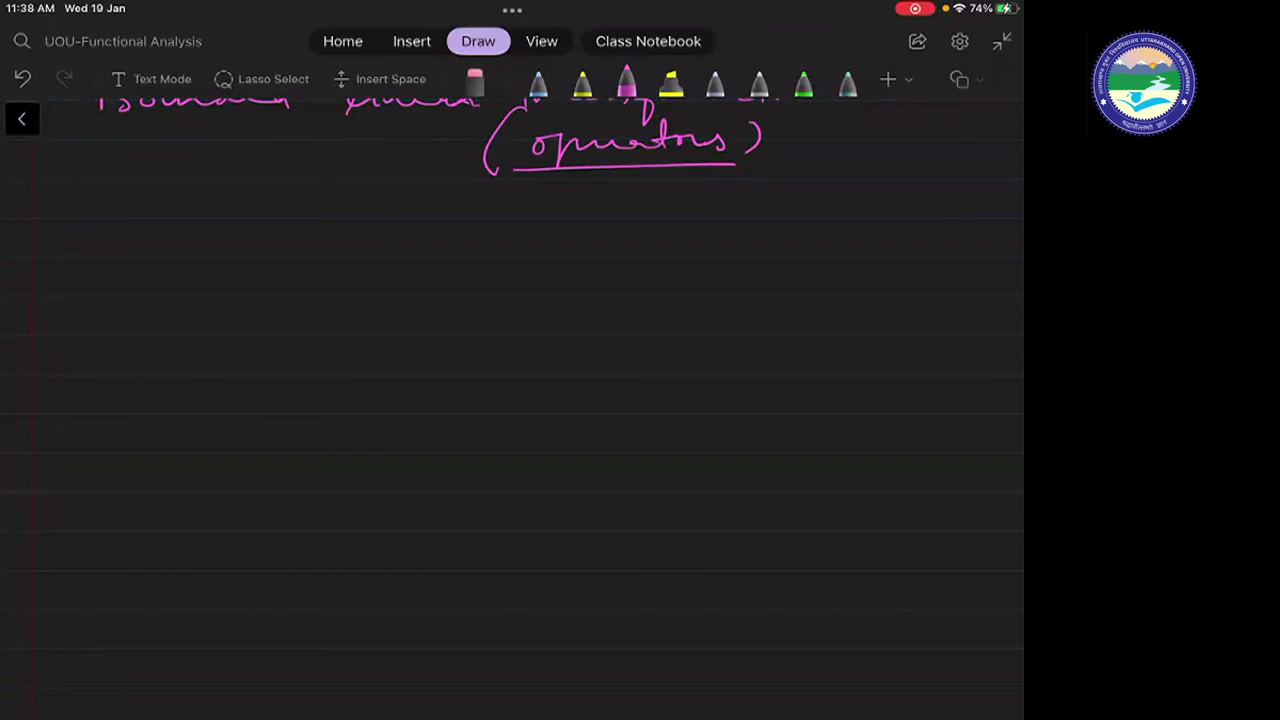 11:38 AM Wed 19 Jan
74%
UOU-Functional Analysis
Home Insert Draw View Class Notebook
Text Mode Lasso Select Insert Space
(operators)